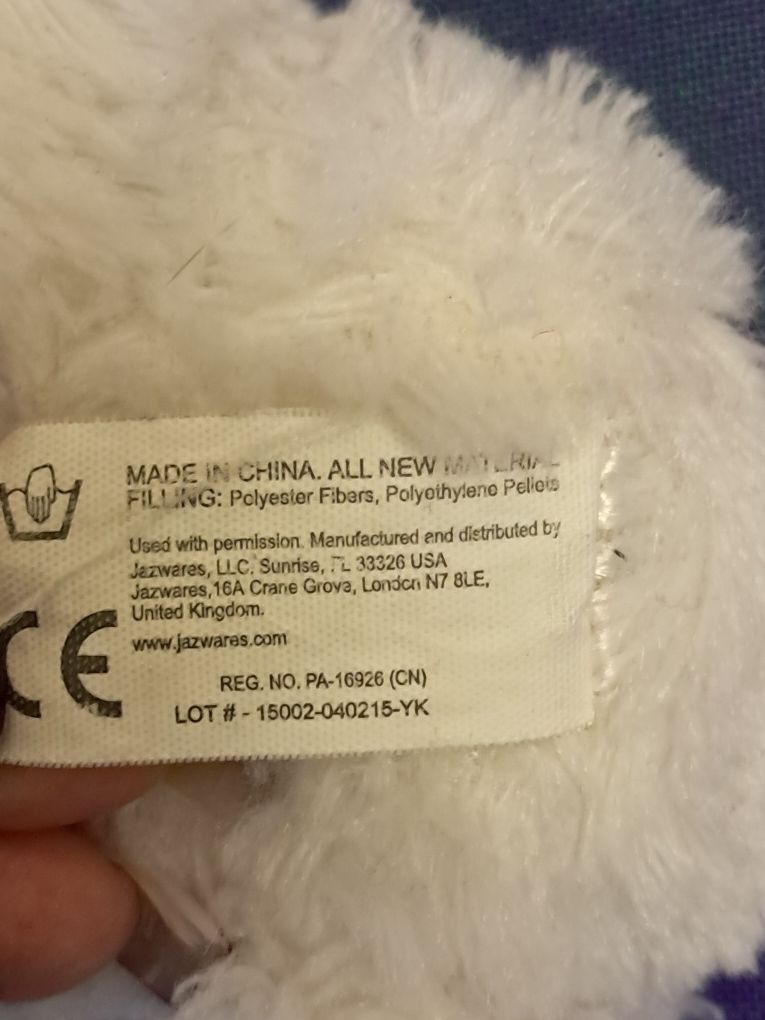 MADE IN CHINA. ALL NEW MATERIAL
FILLING: Polyester Fibers, Polyethylene Pellets
Used with permission. Manufactured and distributed by
Jazwares, LLC. Sunrise, FL 33326 USA
Jazwares,16A Crane Grove, London N7 8LE,
United Kingdom.
www.jazwares.com
CE
REG. NO. PA-16926 (CN)
LOT # - 15002-040215-YK